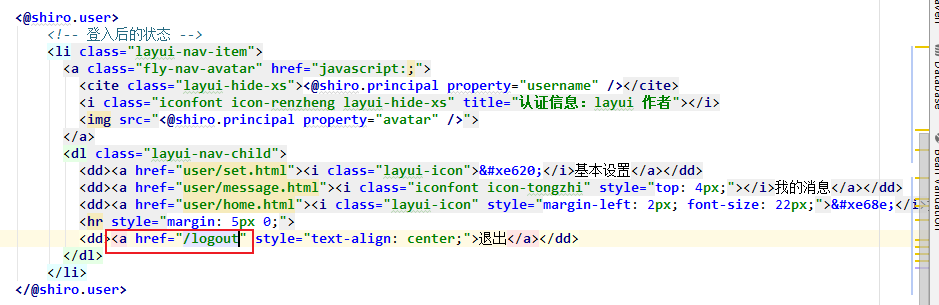 <@shiro.user>
<!-- 登入后的状态 -->
<li class="layui-nav-item">
<a class="fly-nav-avatar" href="javascript:;">
<cite class="layui-hide-xs"><@shiro.principal property="username" /></cite>
<i class="iconfont icon-renzheng layui-hide-xs" title="认证信息：layui 作者"></i>
<img src="<@shiro.principal property="avatar" />">
</a>
<dl class="layui-nav-child">
<dd><a href="user/set.html"><i class="layui-icon">&#xe620;</i>基本设置</a></dd>
<dd><a href="user/message.html"><i class="iconfont icon-tongzhi" style="top: 4px;"></i>我的消息</a></dd>
<dd><a href="user/home.html"><i class="layui-icon" style="margin-left: 2px; font-size: 22px;">&#xe68e;</i>
<hr style="margin: 5px 0;">
<dd><a href="/logout" style="text-align: center;">退出</a></dd>
</dl>
</li>
</@shiro.user>
Database
Bean Validation